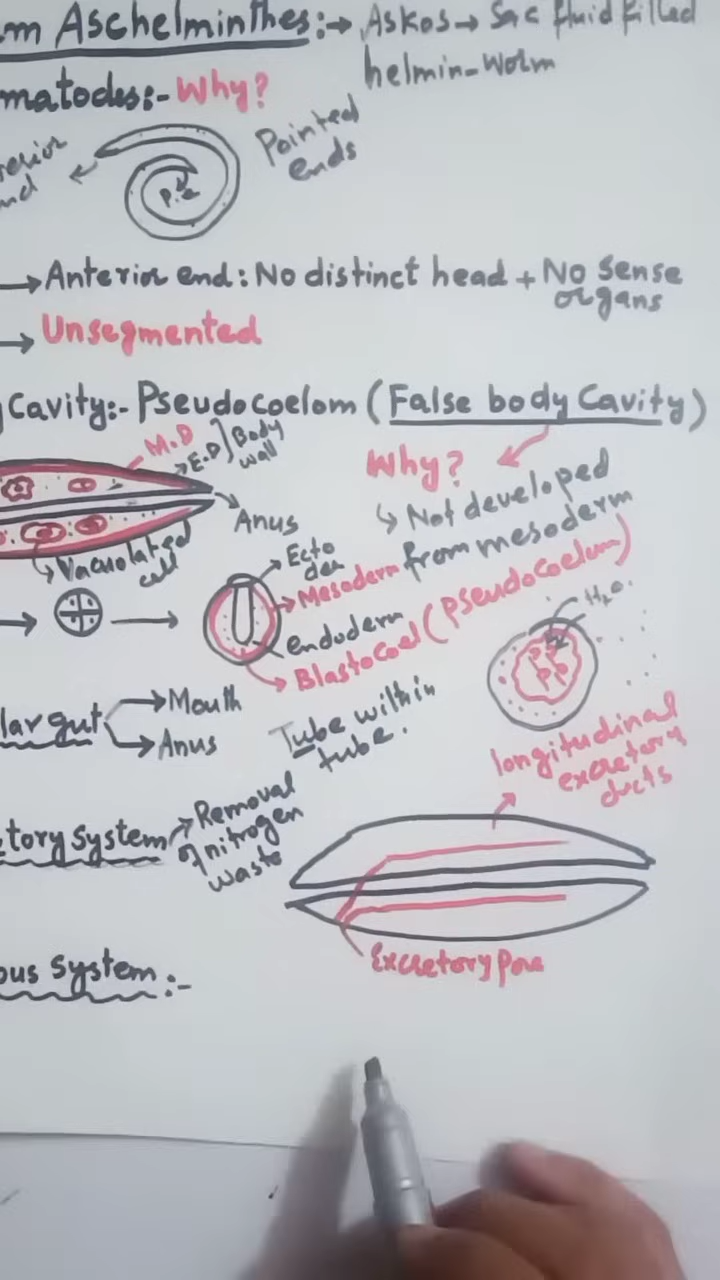 m Aschelminthes:→ Askos→ Sac fluid filled
helmin-Worm
matodes:- Why?
Pointed
ends
→Anterior end: No distinct head + No Sense
organs
→ Unsegmented
Cavity:- Pseudocoelom (False body Cavity)
M.D
E.D] Body
wall
Why?
↳ Not developed
from mesoderm
Anus
Vacuolated
cell
Ecto
der
Mesoderm
enduderm
Blastocoel (pseudocoelom)
H₂O
lar gut → Mouth
→ Anus
Tube within
tube.
longitudinal
excretory
ducts
tory System → Removal
of nitrogen
waste
Excretory pore
ous System:-